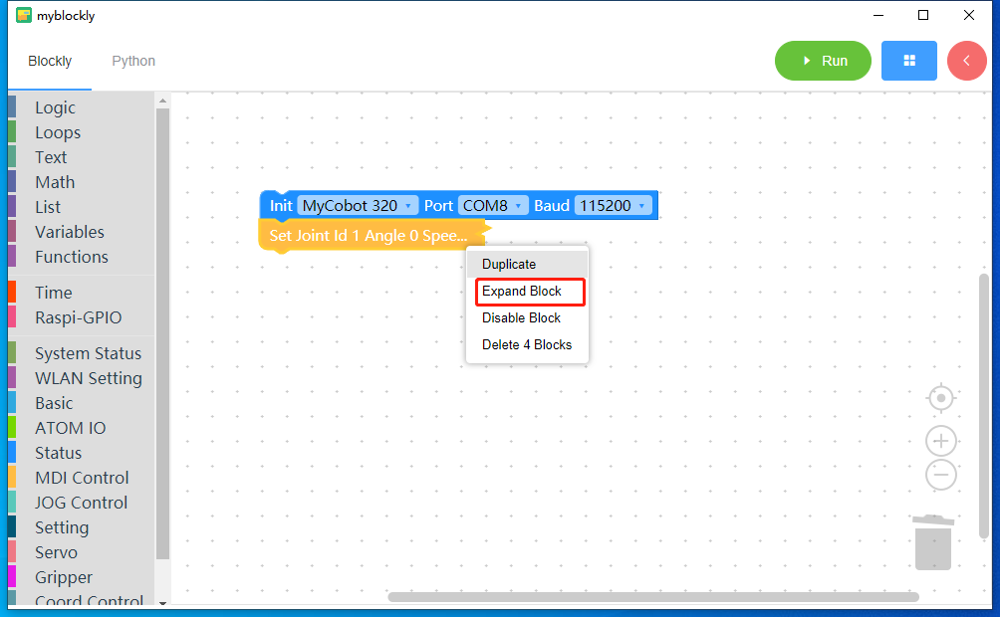 myblockly
Blockly Python Run
Logic
Loops
Text
Math
List
Variables
Functions
Time
Raspi-GPIO
System Status
WLAN Setting
Basic
ATOM IO
Status
MDI Control
JOG Control
Setting
Servo
Gripper
Coord Control
Init MyCobot 320 Port COM8 Baud 115200
Set Joint Id 1 Angle 0 Spee...
Duplicate
Expand Block
Disable Block
Delete 4 Blocks